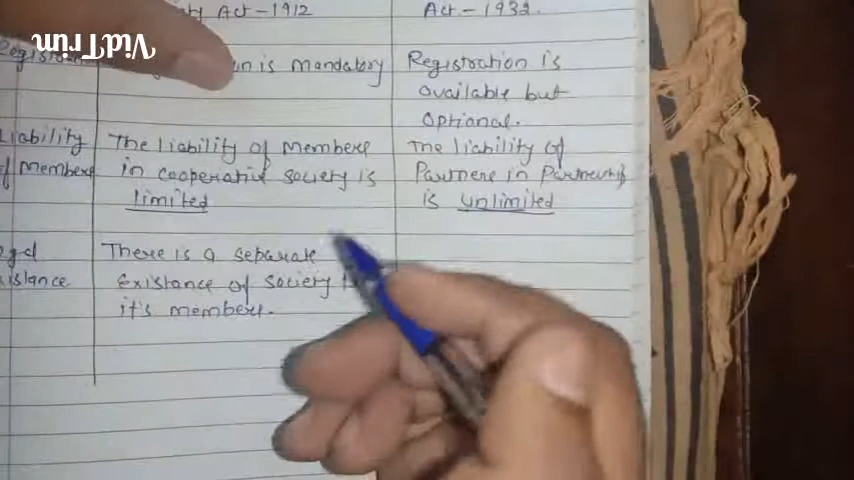 Act-1912
Act-1932.
VidTrim
is mandatory
Registration is
available but
optional.
Liability
of members
The liability of members
in cooperative society is
limited
The liability of
Partners in Partnership
is unlimited
There is a separate
Existance of society
it's members.